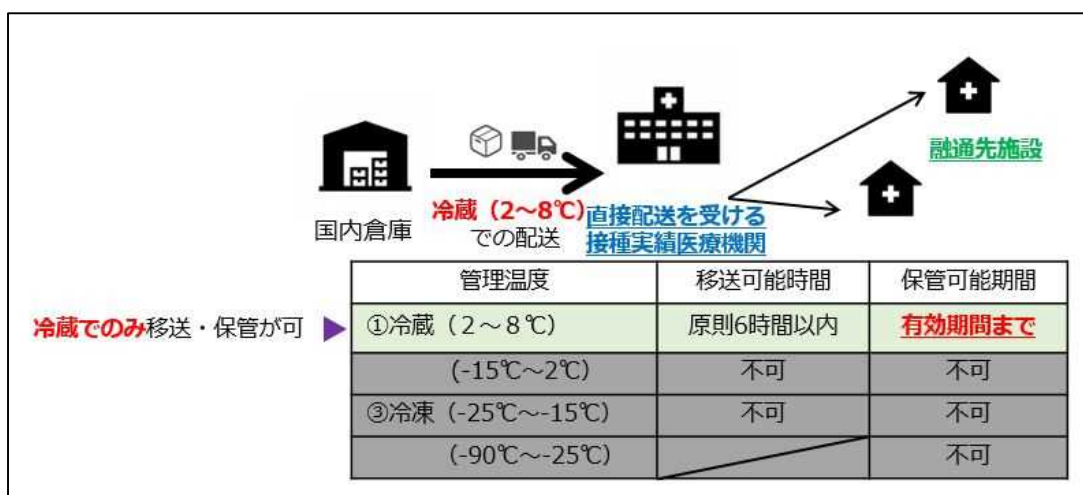 融通先施設
国内倉庫
冷蔵（2～8℃）
での配送
直接配送を受ける
接種実績医療機関
管理温度 移送可能時間 保管可能期間
冷蔵でのみ移送・保管が可
①冷蔵（２～８℃） 原則6時間以内 有効期間まで
(-15℃～2℃) 不可 不可
③冷凍（-25℃～-15℃） 不可 不可
(-90℃～-25℃) 不可